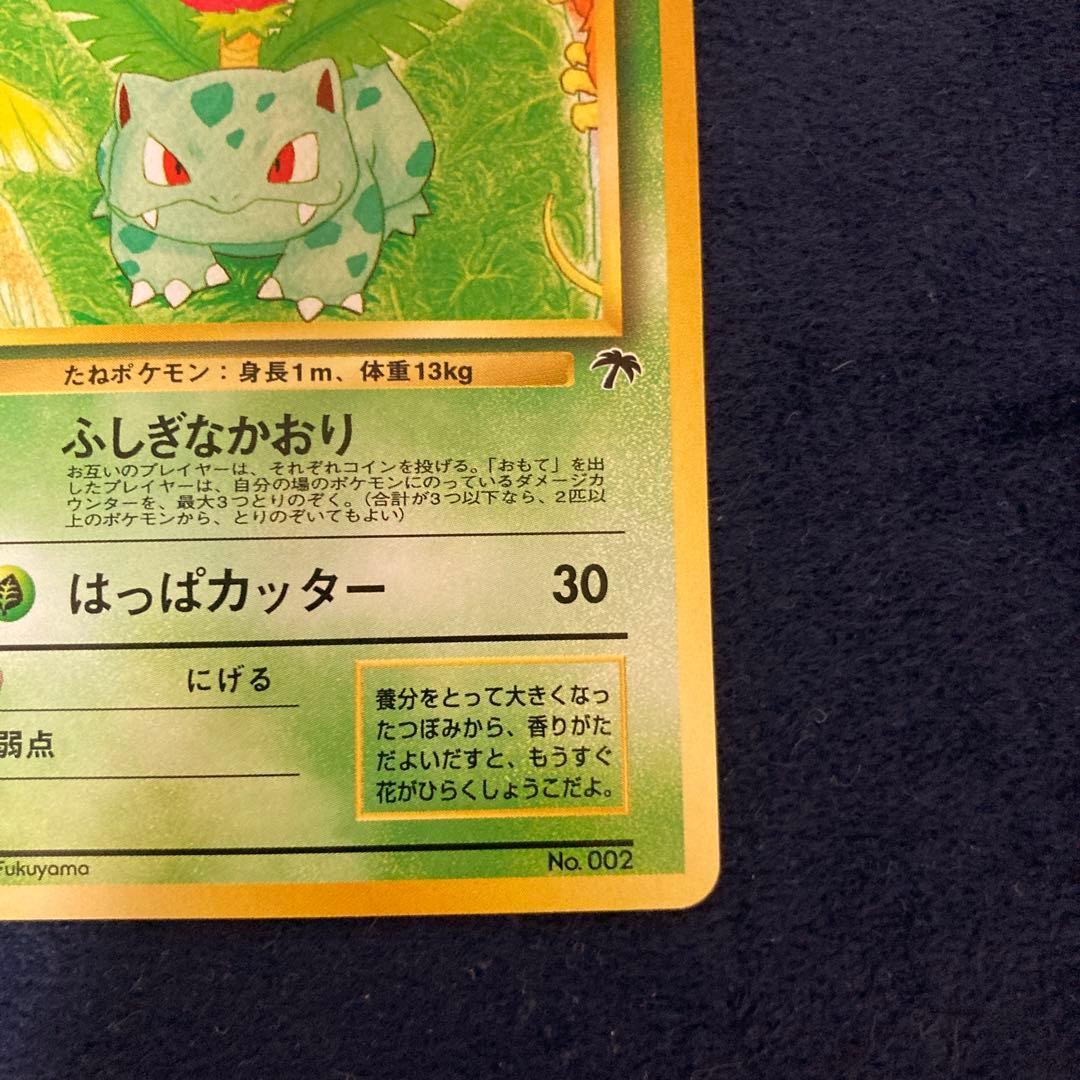 たねポケモン：身長1m、体重13kg
ふしぎなかおり
お互いのプレイヤーは、それぞれコインを投げる。「おもて」を出
したプレイヤーは、自分の場のポケモンにのっているダメージカ
ウンターを、最大3つとりのぞく。（合計が3つ以下なら、2匹以
上のポケモンから、とりのぞいてもよい）
はっぱカッター 30
にげる
弱点
養分をとって大きくなっ
たつぼみから、香りがた
だよいだすと、もうすぐ
花がひらくしょうこだよ。
Fukuyama
No. 002